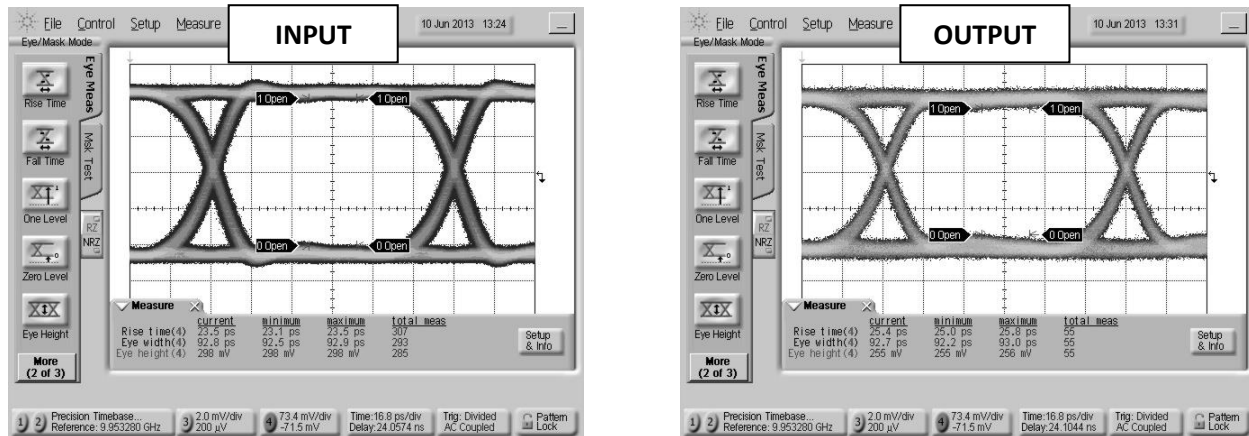 INPUT
File Control Setup Measure
10 Jun 2013 13:24
Eye/Mask Mode
Eye Meas
Msk Test
Rise Time
Fall Time
One Level
Zero Level
Eye Height
More
(2 of 3)
RZ
NRZ
1 Open 1 Open
0 Open 0 Open
Measure
current minimum maximum total meas
Rise time(4) 23.5 ps 23.1 ps 23.5 ps 307
Eye width(4) 92.8 ps 92.5 ps 92.9 ps 293
Eye height(4) 298 mV 298 mV 298 mV 285
Setup
& Info
1 2 Precision Timebase...
Reference: 9.953280 GHz
3 2.0 mV/div
200 µV
4 73.4 mV/div
-71.5 mV
Time:16.8 ps/div
Delay:24.0574 ns
Trig: Divided
AC Coupled
Pattern
Lock
OUTPUT
File Control Setup Measure
10 Jun 2013 13:31
Eye/Mask Mode
Eye Meas
Msk Test
Rise Time
Fall Time
One Level
Zero Level
Eye Height
More
(2 of 3)
RZ
NRZ
1 Open 1 Open
0 Open 0 Open
Measure
current minimum maximum total meas
Rise time(4) 25.4 ps 25.0 ps 25.8 ps 55
Eye width(4) 92.7 ps 92.2 ps 93.0 ps 55
Eye height(4) 255 mV 255 mV 256 mV 55
Setup
& Info
1 2 Precision Timebase...
Reference: 9.953280 GHz
3 2.0 mV/div
200 µV
4 73.4 mV/div
-71.5 mV
Time:16.8 ps/div
Delay:24.1044 ns
Trig: Divided
AC Coupled
Pattern
Lock